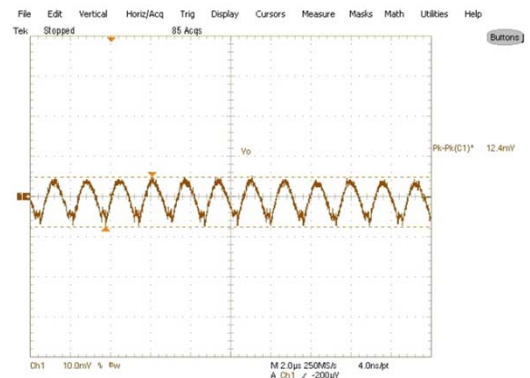 File Edit Vertical Horiz/Acq Trig Display Cursors Measure Masks Math Utilities Help
Tek Stopped 85 Acqs
Buttons
Vo
Pk-Pk(C1)* 12.4mV
Ch1 10.0mV Bw
M 2.0µs 250MS/s 4.0ns/pt
A Ch1 -200µV